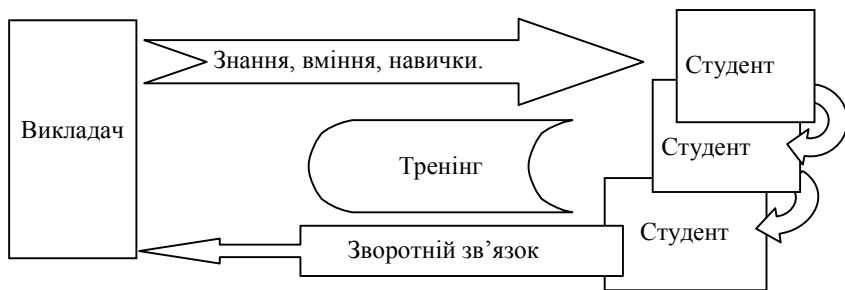 Знання, вміння, навички.
Студент
Викладач
Студент
Тренінг
Студент
Зворотній зв’язок